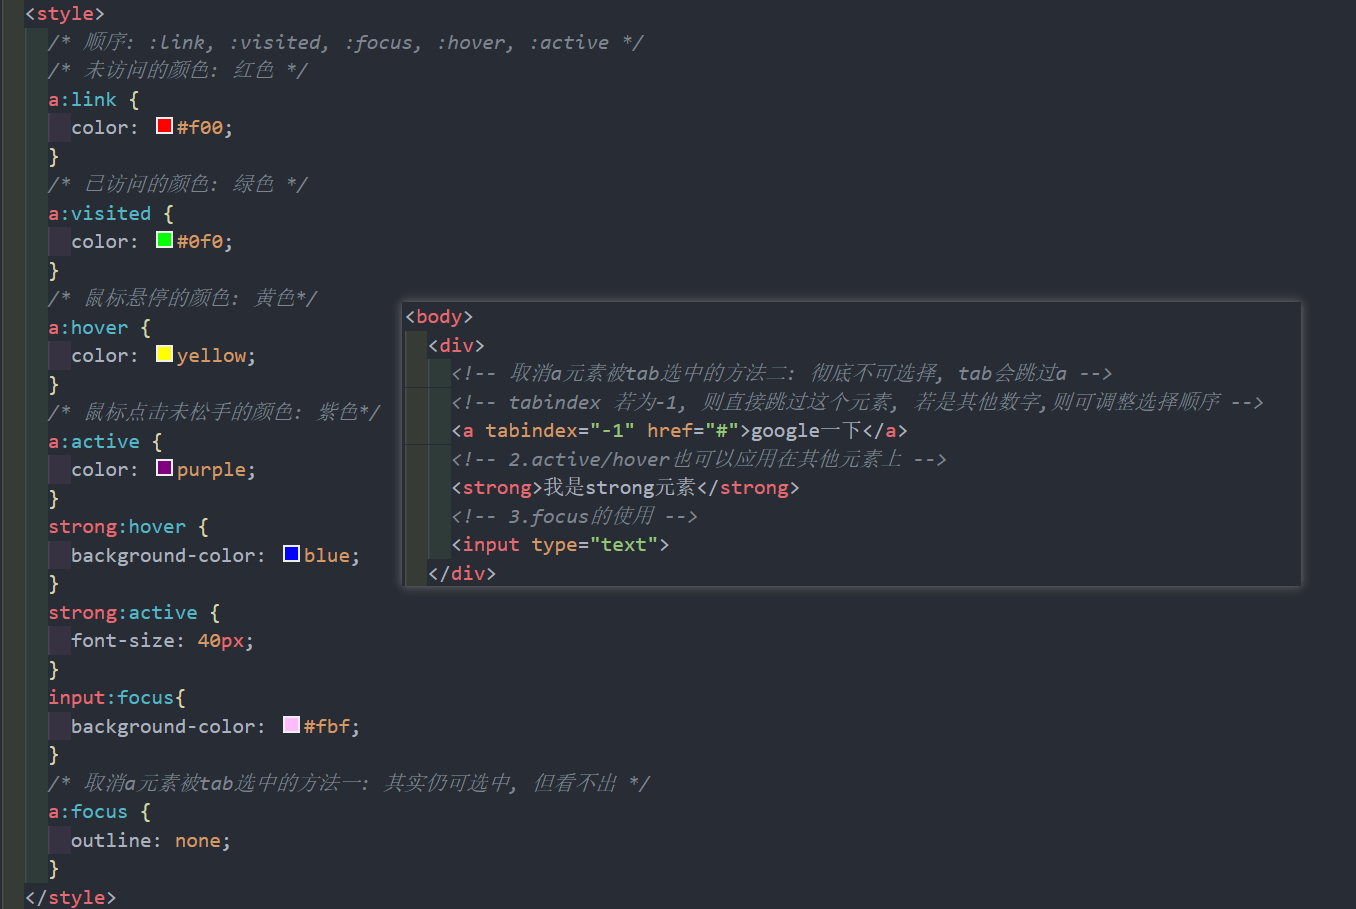 <style>
/* 顺序: :link, :visited, :focus, :hover, :active */
/* 未访问的颜色: 红色 */
a:link {
color: #f00;
}
/* 已访问的颜色: 绿色 */
a:visited {
color: #0f0;
}
/* 鼠标悬停的颜色: 黄色*/
a:hover {
color: yellow;
}
/* 鼠标点击未松手的颜色: 紫色*/
a:active {
color: purple;
}
strong:hover {
background-color: blue;
}
strong:active {
font-size: 40px;
}
input:focus{
background-color: #fbf;
}
/* 取消a元素被tab选中的方法一: 其实仍可选中, 但看不出 */
a:focus {
outline: none;
}
</style>
<body>
<div>
<!-- 取消a元素被tab选中的方法二: 彻底不可选择, tab会跳过a -->
<!-- tabindex 若为-1, 则直接跳过这个元素, 若是其他数字,则可调整选择顺序 -->
<a tabindex="-1" href="#">google一下</a>
<!-- 2.active/hover也可以应用在其他元素上 -->
<strong>我是strong元素</strong>
<!-- 3.focus的使用 -->
<input type="text">
</div>